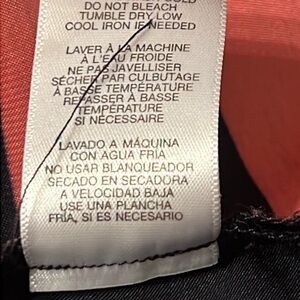 DO NOT BLEACH
TUMBLE DRY LOW
COOL IRON IF NEEDED
LAVER À LA MACHINE
À L'EAU FROIDE
NE PAS JAVELLISER
SÉCHER PAR CULBUTAGE
À BASSE TEMPÉRATURE
REPASSER À BASSE
TEMPÉRATURE
SI NÉCESSAIRE
LAVADO A MÁQUINA
CON AGUA FRÍA
NO USAR BLANQUEADOR
SECADO EN SECADORA
A VELOCIDAD BAJA
USE UNA PLANCHA
FRÍA, SI ES NECESARIO